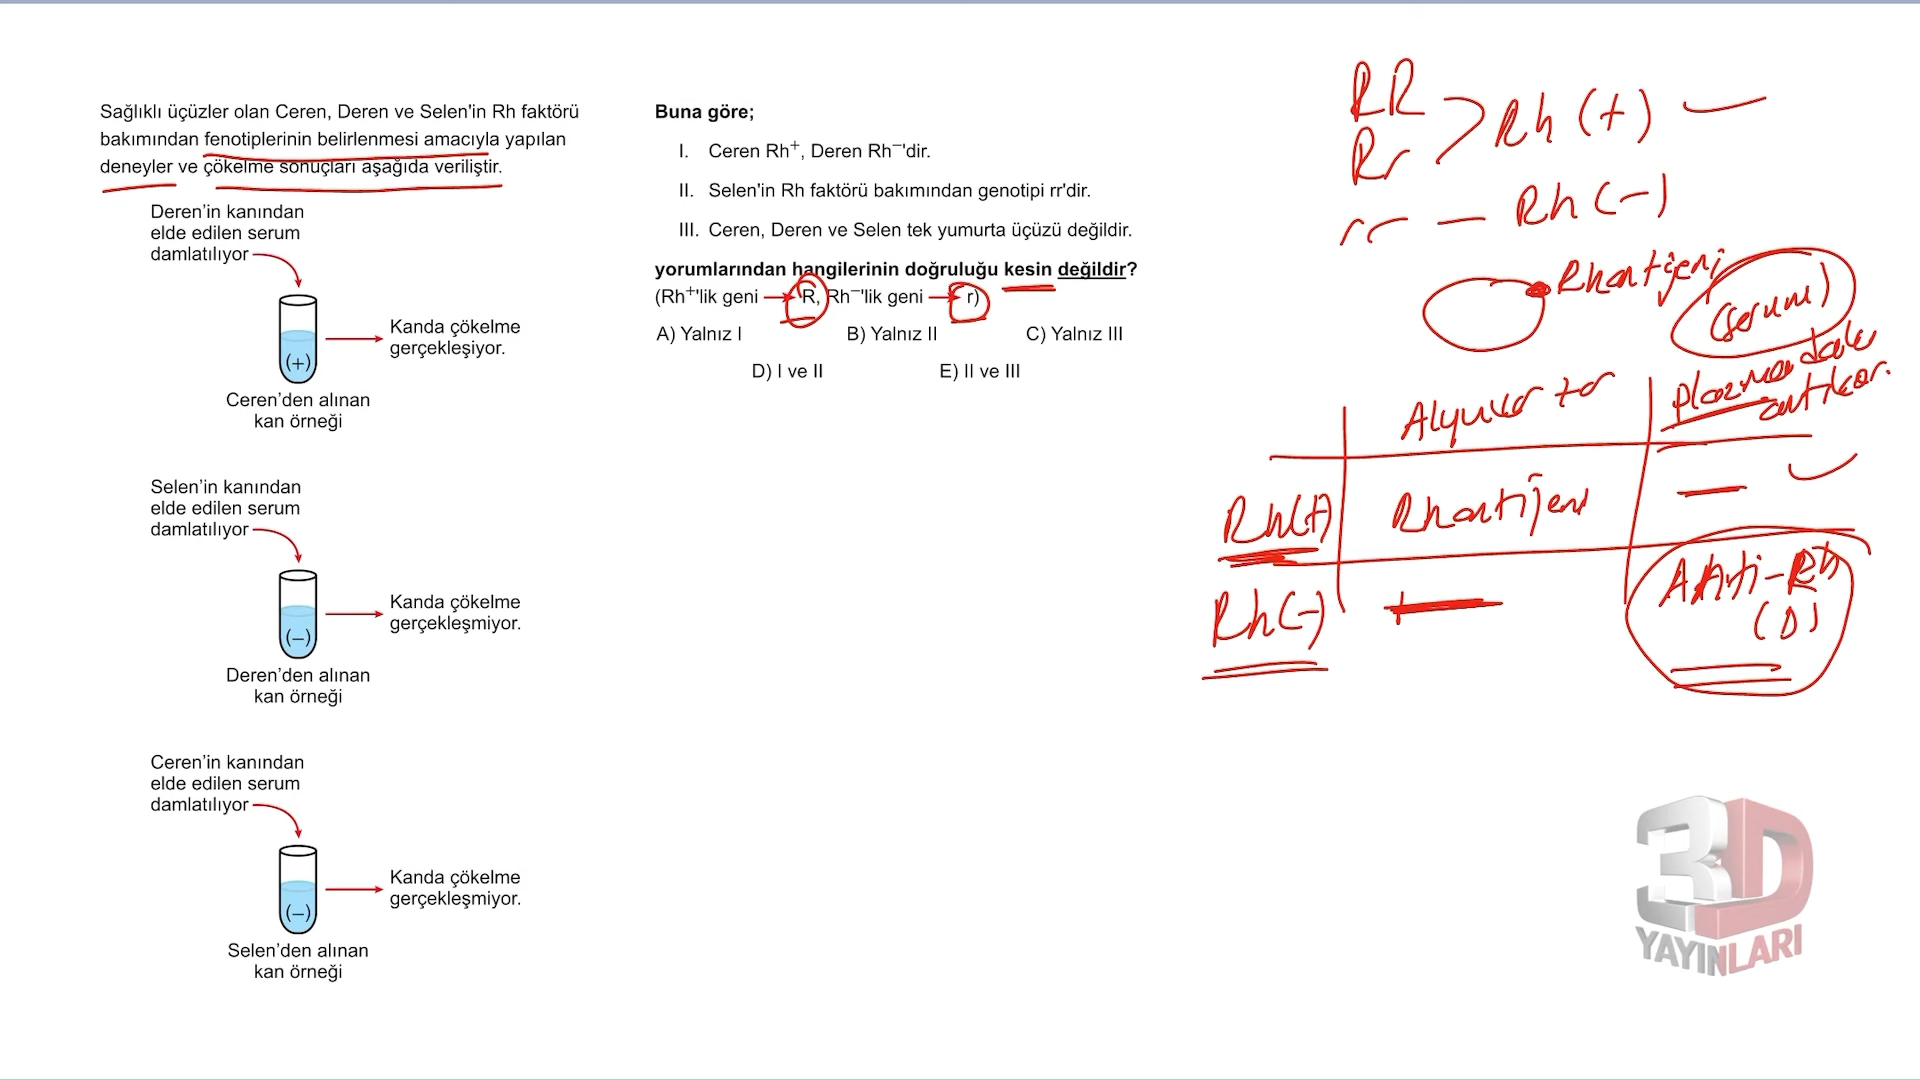 Sağlıklı üçüzler olan Ceren, Deren ve Selen'in Rh faktörü
bakımından fenotiplerinin belirlenmesi amacıyla yapılan
deneyler ve çökelme sonuçları aşağıda veriliştir.
Deren’in kanından
elde edilen serum
damlatılıyor
(+)
Kanda çökelme
gerçekleşiyor.
Ceren’den alınan
kan örneği
Selen’in kanından
elde edilen serum
damlatılıyor
(–)
Kanda çökelme
gerçekleşmiyor.
Deren’den alınan
kan örneği
Ceren’in kanından
elde edilen serum
damlatılıyor
(–)
Kanda çökelme
gerçekleşmiyor.
Selen’den alınan
kan örneği
Buna göre;
I. Ceren Rh⁺, Deren Rh⁻'dir.
II. Selen'in Rh faktörü bakımından genotipi rr'dir.
III. Ceren, Deren ve Selen tek yumurta üçüzü değildir.
yorumlarından hangilerinin doğruluğu kesin değildir?
(Rh⁺'lik geni → R, Rh⁻'lik geni → r)
A) Yalnız I B) Yalnız II C) Yalnız III
D) I ve II E) II ve III
RR
Rr > Rh (+) —
rr — Rh (-)
Rh antijeni
(serum)
Alyuvar
plazmadaki
antikor.
Rh(+) Rh antijeni —
Rh(-) — Anti-Rh
(D)
3D
YAYINLARI